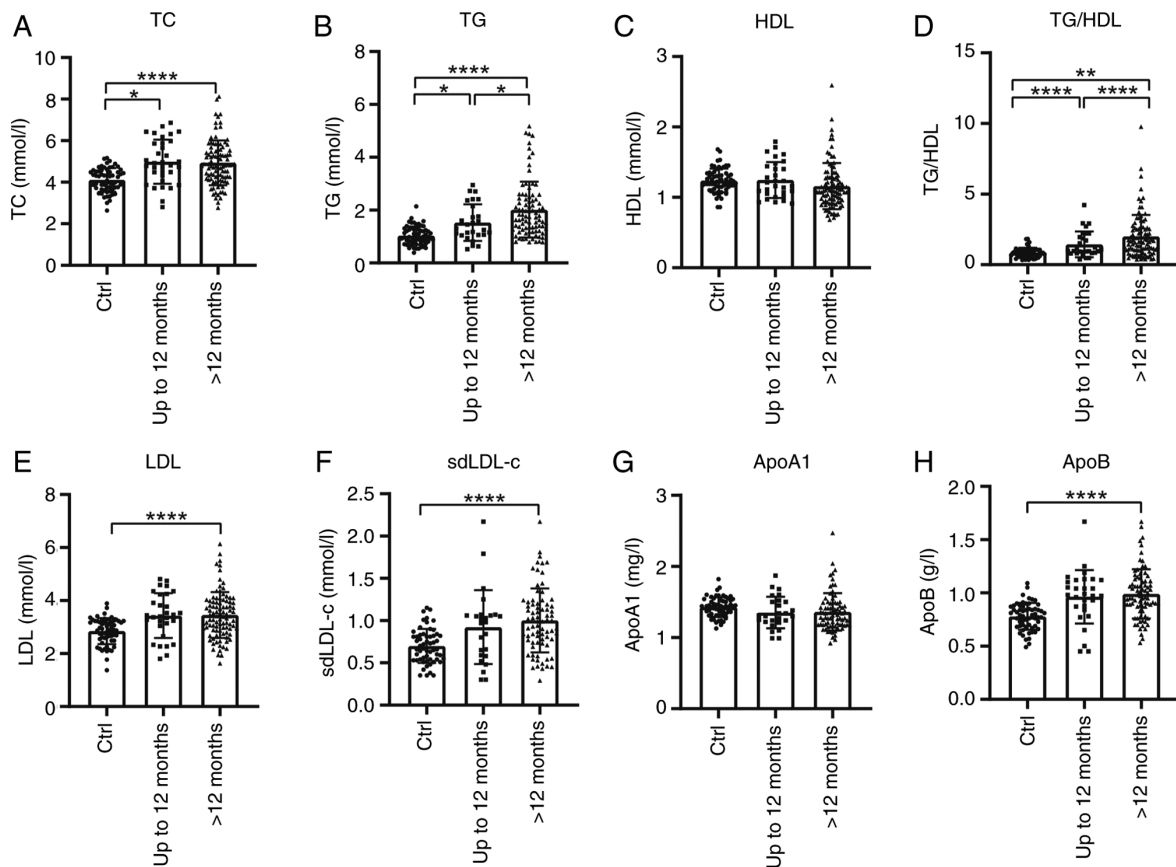 A
TC
TC (mmol/l)
10
8
6
4
2
0
****
*
Ctrl
Up to 12 months
>12 months
B
TG
TG (mmol/l)
8
6
4
2
0
****
*
*
Ctrl
Up to 12 months
>12 months
C
HDL
HDL (mmol/l)
3
2
1
0
Ctrl
Up to 12 months
>12 months
D
TG/HDL
TG/HDL
15
10
5
0
**
****
****
Ctrl
Up to 12 months
>12 months
E
LDL
LDL (mmol/l)
8
6
4
2
0
****
Ctrl
Up to 12 months
>12 months
F
sdLDL-c
sdLDL-c (mmol/l)
2.5
2.0
1.5
1.0
0.5
0.0
****
Ctrl
Up to 12 months
>12 months
G
ApoA1
ApoA1 (mg/l)
3
2
1
0
Ctrl
Up to 12 months
>12 months
H
ApoB
ApoB (g/l)
2.0
1.5
1.0
0.5
0.0
****
Ctrl
Up to 12 months
>12 months